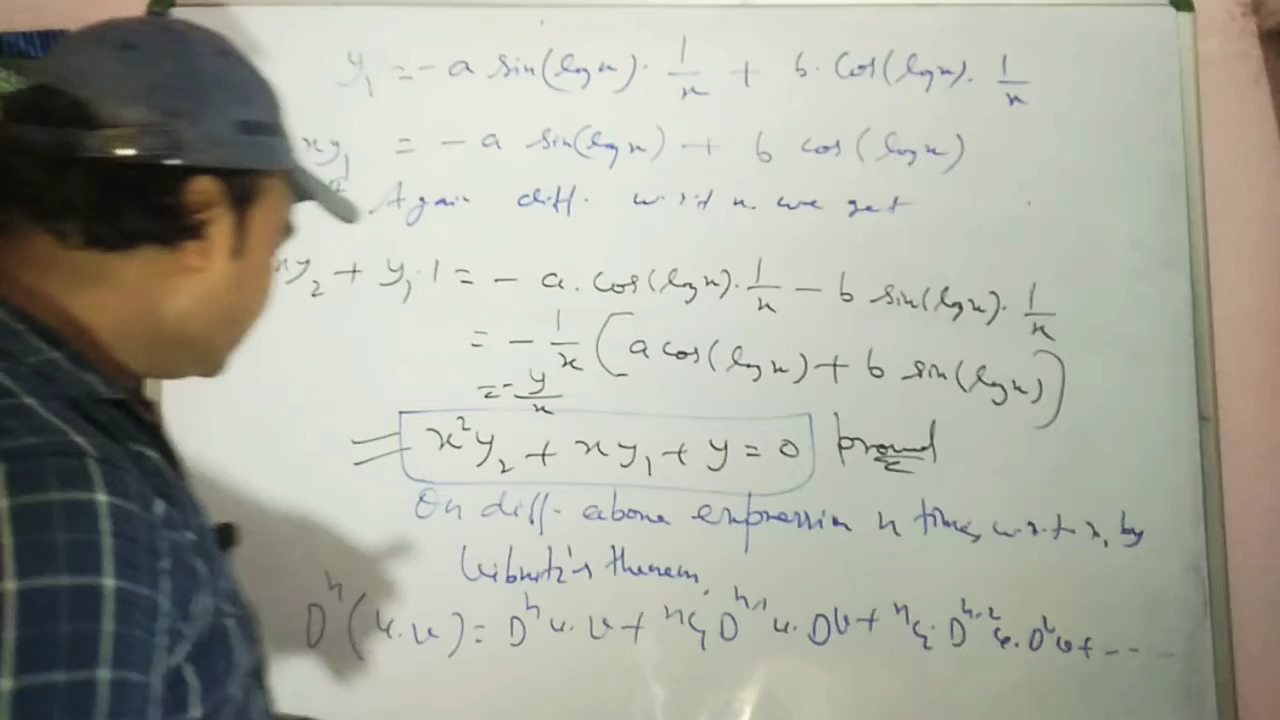 y₁ = - a sin(log x) · 1/x + b · cos(log x) · 1/x
xy₁ = - a sin(log x) + b cos(log x)
Again diff. w.r.t x. we get
xy₂ + y₁·1 = - a. cos(log x) · 1/x - b sin(log x) · 1/x
= - 1/x (a cos(log x) + b sin(log x))
= - y/x
⇒ x²y₂ + xy₁ + y = 0 proved
On diff. above expression n times w.r.t x, by
Leibnitz's theorem
Dⁿ(u.v) = Dⁿu.v + ⁿC₁ Dⁿ⁻¹u.Dv + ⁿC₂.Dⁿ⁻²u.D²v + ---